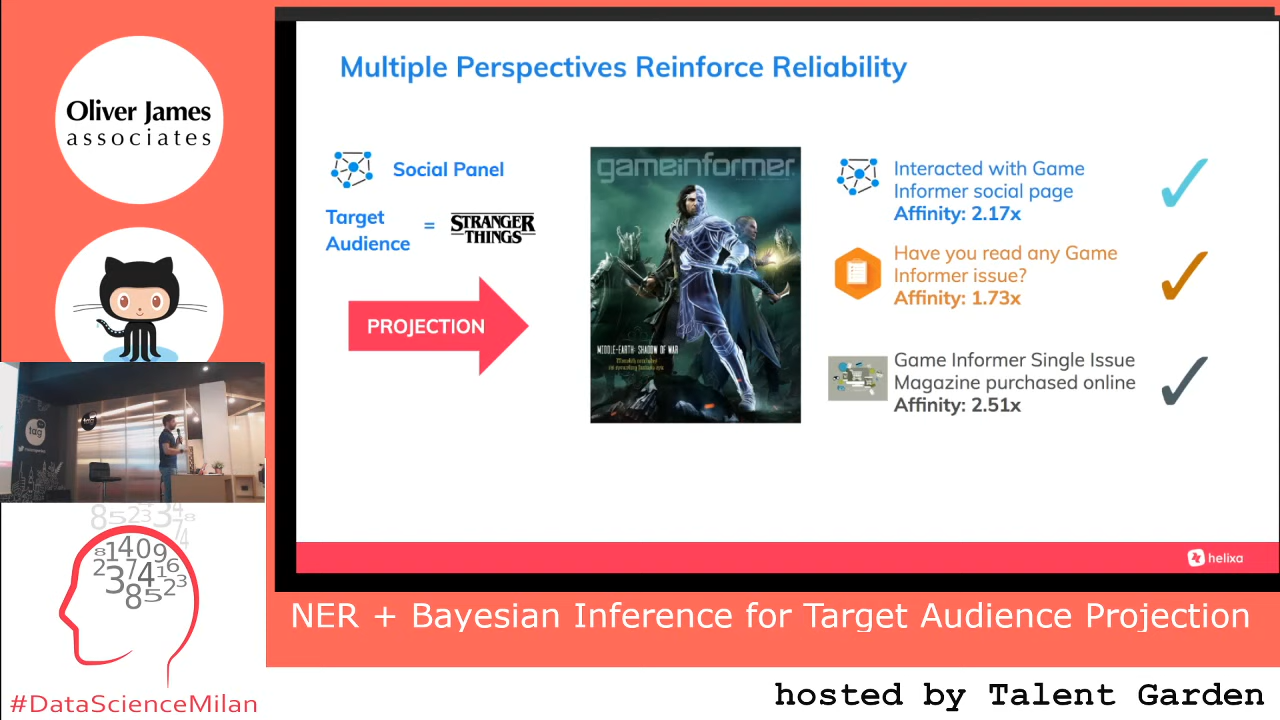 Oliver James
associates
Multiple Perspectives Reinforce Reliability
Social Panel
Target
Audience
=
STRANGER
THINGS
PROJECTION
gameinformer
MIDDLE-EARTH: SHADOW OF WAR
Interacted with Game
Informer social page
Affinity: 2.17x
Have you read any Game
Informer issue?
Affinity: 1.73x
Game Informer Single Issue
Magazine purchased online
Affinity: 2.51x
helixa
tag
NER + Bayesian Inference for Target Audience Projection
#DataScienceMilan
hosted by Talent Garden